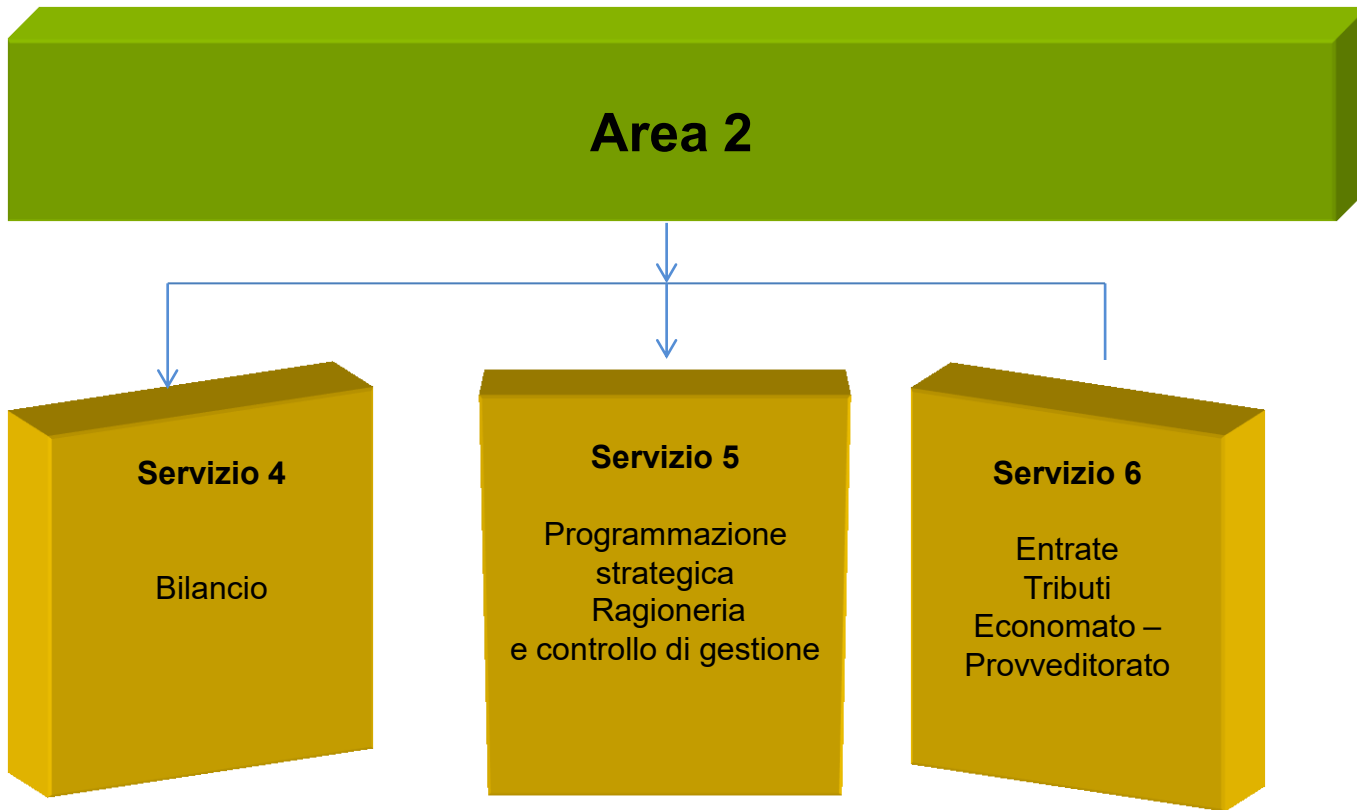 Area 2
Servizio 4
Bilancio
Servizio 5
Programmazione
strategica
Ragioneria
e controllo di gestione
Servizio 6
Entrate
Tributi
Economato –
Provveditorato